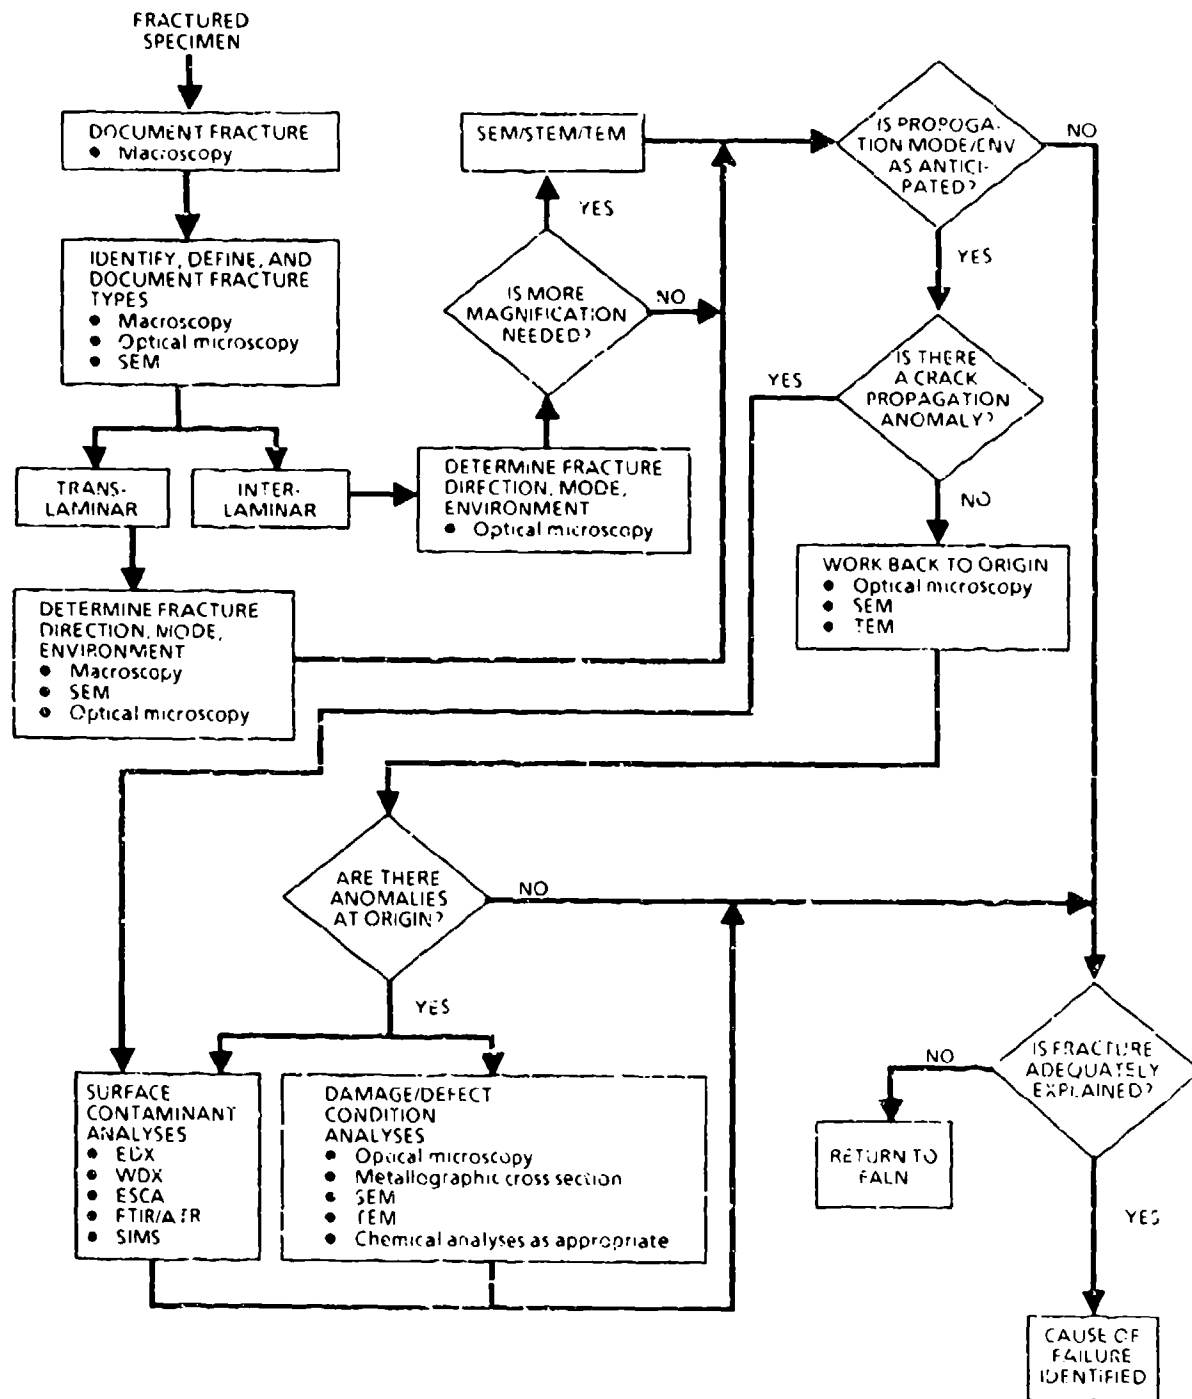 FRACTURED
SPECIMEN
DOCUMENT FRACTURE
● Macroscopy
IDENTIFY, DEFINE, AND
DOCUMENT FRACTURE
TYPES
● Macroscopy
● Optical microscopy
● SEM
TRANS-
LAMINAR
INTER-
LAMINAR
DETERMINE FRACTURE
DIRECTION, MODE,
ENVIRONMENT
● Macroscopy
● SEM
● Optical microscopy
DETERMINE FRACTURE
DIRECTION, MODE,
ENVIRONMENT
● Optical microscopy
IS MORE
MAGNIFICATION
NEEDED?
YES
NO
SEM/STEM/TEM
IS PROPOGA-
TION MODE/ENV
AS ANTICI-
PATED?
NO
YES
IS THERE
A CRACK
PROPAGATION
ANOMALY?
YES
NO
WORK BACK TO ORIGIN
● Optical microscopy
● SEM
● TEM
ARE THERE
ANOMALIES
AT ORIGIN?
NO
YES
SURFACE
CONTAMINANT
ANALYSES
● EDX
● WDX
● ESCA
● FTIR/ATR
● SIMS
DAMAGE/DEFECT
CONDITION
ANALYSES
● Optical microscopy
● Metallographic cross section
● SEM
● TEM
● Chemical analyses as appropriate
IS FRACTURE
ADEQUATELY
EXPLAINED?
NO
RETURN TO
FALN
YES
CAUSE OF
FAILURE
IDENTIFIED